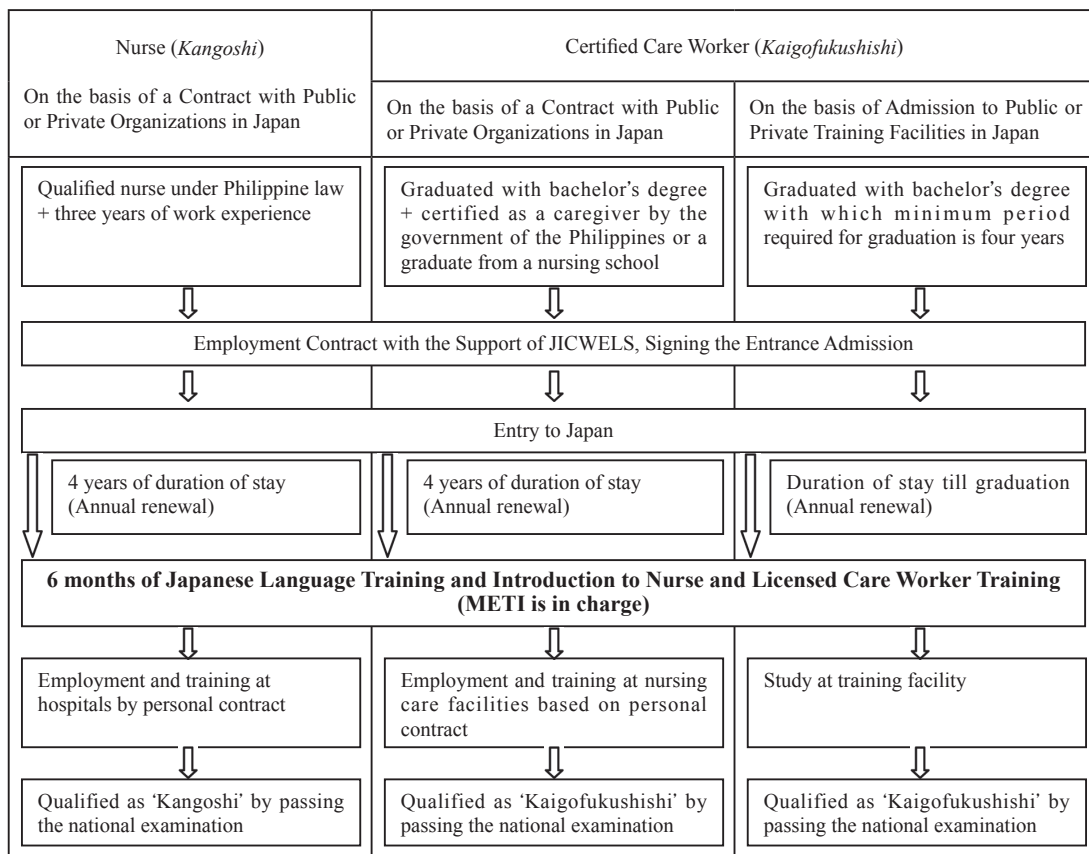 Nurse (Kangoshi)
On the basis of a Contract with Public
or Private Organizations in Japan
Certified Care Worker (Kaigofukushishi)
On the basis of a Contract with Public
or Private Organizations in Japan
On the basis of Admission to Public or
Private Training Facilities in Japan
Qualified nurse under Philippine law
+ three years of work experience
Graduated with bachelor's degree
+ certified as a caregiver by the
government of the Philippines or a
graduate from a nursing school
Graduated with bachelor's degree
with which minimum period
required for graduation is four years
Employment Contract with the Support of JICWELS, Signing the Entrance Admission
Entry to Japan
4 years of duration of stay
(Annual renewal)
4 years of duration of stay
(Annual renewal)
Duration of stay till graduation
(Annual renewal)
6 months of Japanese Language Training and Introduction to Nurse and Licensed Care Worker Training
(METI is in charge)
Employment and training at
hospitals by personal contract
Employment and training at nursing
care facilities based on personal
contract
Study at training facility
Qualified as 'Kangoshi' by passing
the national examination
Qualified as 'Kaigofukushishi' by
passing the national examination
Qualified as 'Kaigofukushishi' by
passing the national examination